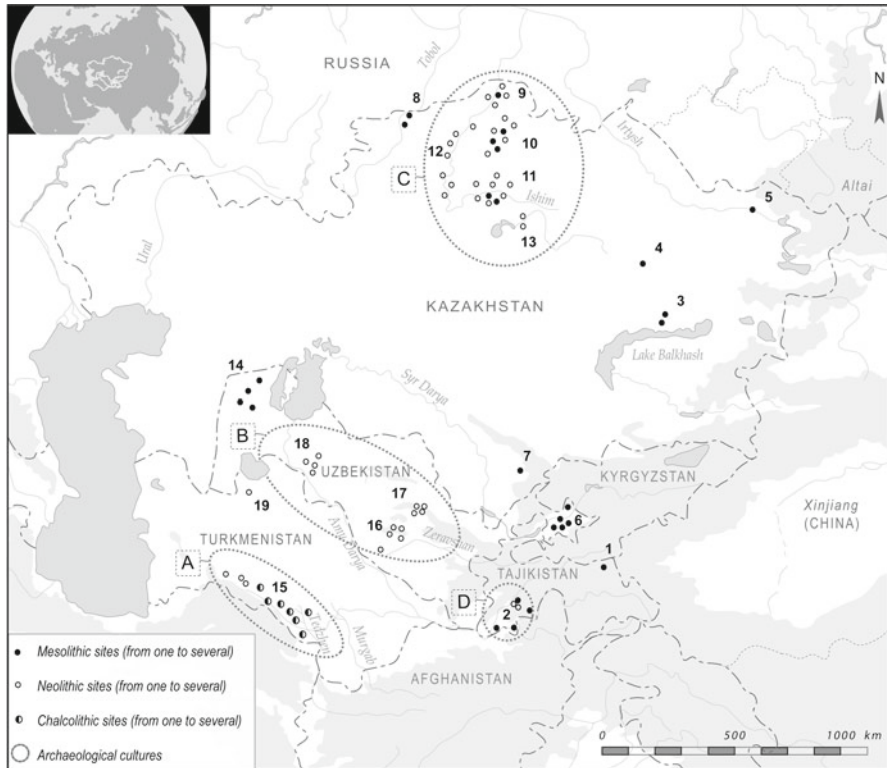 RUSSIA
Tobol
N
8
9
10
12
11
C
Irtysh
Ishim
Altai
5
13
4
Ural
KAZAKHSTAN
3
Lake Balkhash
14
Syr Darya
B
18
7
UZBEKISTAN
KYRGYZSTAN
17
19
16
6
Xinjiang
(CHINA)
Amu Darya
Zeravshan
TURKMENISTAN
1
A
15
TAJIKISTAN
D
2
Tedzhen
Murgab
AFGHANISTAN
Mesolithic sites (from one to several)
Neolithic sites (from one to several)
Chalcolithic sites (from one to several)
Archaeological cultures
0 500 1000 km